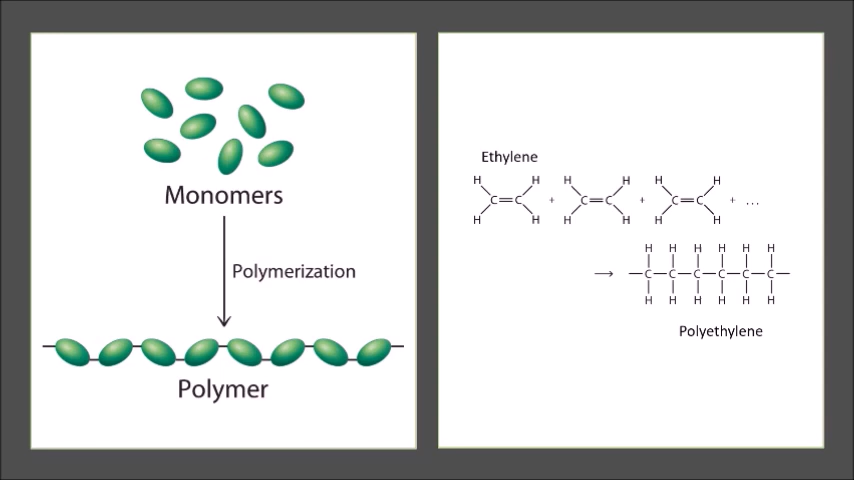 Monomers
Polymerization
Polymer
Ethylene
H H H H H H
C=C + C=C + C=C + ...
H H H H H H
H H H H H H
→ —C—C—C—C—C—C—
H H H H H H
Polyethylene